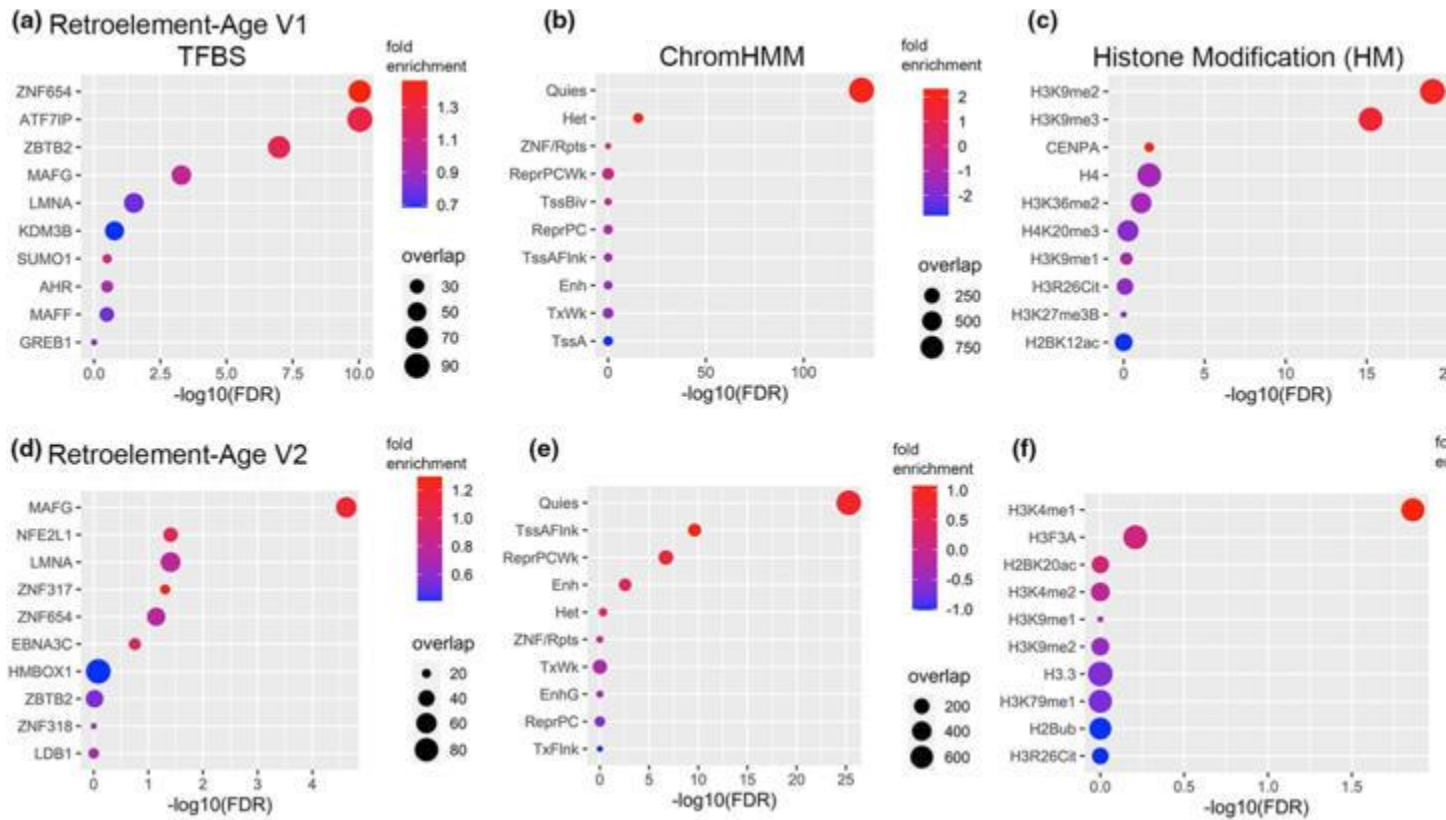 (a) Retroelement-Age V1
TFBS
fold
enrichment
ZNF654
ATF7IP
ZBTB2
MAFG
LMNA
KDM3B
SUMO1
AHR
MAFF
GREB1
0.0 2.5 5.0 7.5 10.0
-log10(FDR)
1.3
1.1
0.9
0.7
overlap
30
50
70
90
(b)
ChromHMM
fold
enrichment
Quies
Het
ZNF/Rpts
ReprPCWk
TssBiv
ReprPC
TssAFlnk
Enh
TxWk
TssA
0 50 100
-log10(FDR)
2
1
0
-1
-2
overlap
250
500
750
(c)
Histone Modification (HM)
H3K9me2
H3K9me3
CENPA
H4
H3K36me2
H4K20me3
H3K9me1
H3R26Cit
H3K27me3B
H2BK12ac
0 5 10 15
-log10(FDR)
(d) Retroelement-Age V2
fold
enrichment
MAFG
NFE2L1
LMNA
ZNF317
ZNF654
EBNA3C
HMBOX1
ZBTB2
ZNF318
LDB1
0 1 2 3 4
-log10(FDR)
1.2
1.0
0.8
0.6
overlap
20
40
60
80
(e)
fold
enrichment
Quies
TssAFlnk
ReprPCWk
Enh
Het
ZNF/Rpts
TxWk
EnhG
ReprPC
TxFlnk
0 5 10 15 20 25
-log10(FDR)
1.0
0.5
0.0
-0.5
-1.0
overlap
200
400
600
(f)
H3K4me1
H3F3A
H2BK20ac
H3K4me2
H3K9me1
H3K9me2
H3.3
H3K79me1
H2Bub
H3R26Cit
0.0 0.5 1.0 1.5
-log10(FDR)